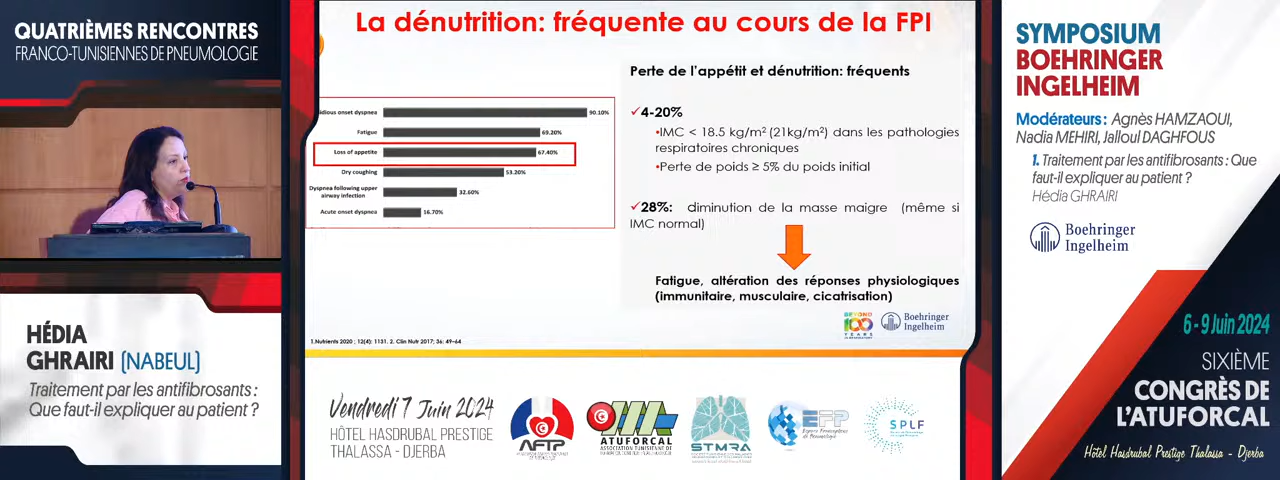 QUATRIÈMES RENCONTRES
FRANCO-TUNISIENNES DE PNEUMOLOGIE
HÉDIA
GHRAIRI (NABEUL)
Traitement par les antifibrosants :
Que faut-il expliquer au patient ?
La dénutrition: fréquente au cours de la FPI
idious onset dyspnea
90.10%
Fatigue
69.20%
Loss of appetite
67.40%
Dry coughing
53.20%
Dyspnea following upper
airway infection
32.60%
Acute onset dyspnea
16.70%
Perte de l'appétit et dénutrition: fréquents
✓4-20%
•IMC < 18.5 kg/m² (21kg/m²) dans les pathologies
respiratoires chroniques
•Perte de poids ≥ 5% du poids initial
✓28%: diminution de la masse maigre (même si
IMC normal)
Fatigue, altération des réponses physiologiques
(immunitaire, musculaire, cicatrisation)
BEYOND
100
YEARS
Boehringer
Ingelheim
1.Nutrients 2020 ; 12(4): 1131. 2. Clin Nutr 2017; 36: 49-64
Vendredi 7 Juin 2024
HÔTEL HASDRUBAL PRESTIGE
THALASSA - DJERBA
AFTP
ATUFORCAL
STMRA
EFP
SPLF
SYMPOSIUM
BOEHRINGER
INGELHEIM
Modérateurs : Agnès HAMZAOUI,
Nadia MEHIRI, Jalloul DAGHFOUS
1. Traitement par les antifibrosants : Que
faut-il expliquer au patient ?
Hédia GHRAIRI
Boehringer
Ingelheim
6 - 9 Juin 2024
SIXIÈME
CONGRÈS DE
L'ATUFORCAL
Hôtel Hasdrubal Prestige Thalassa - Djerba